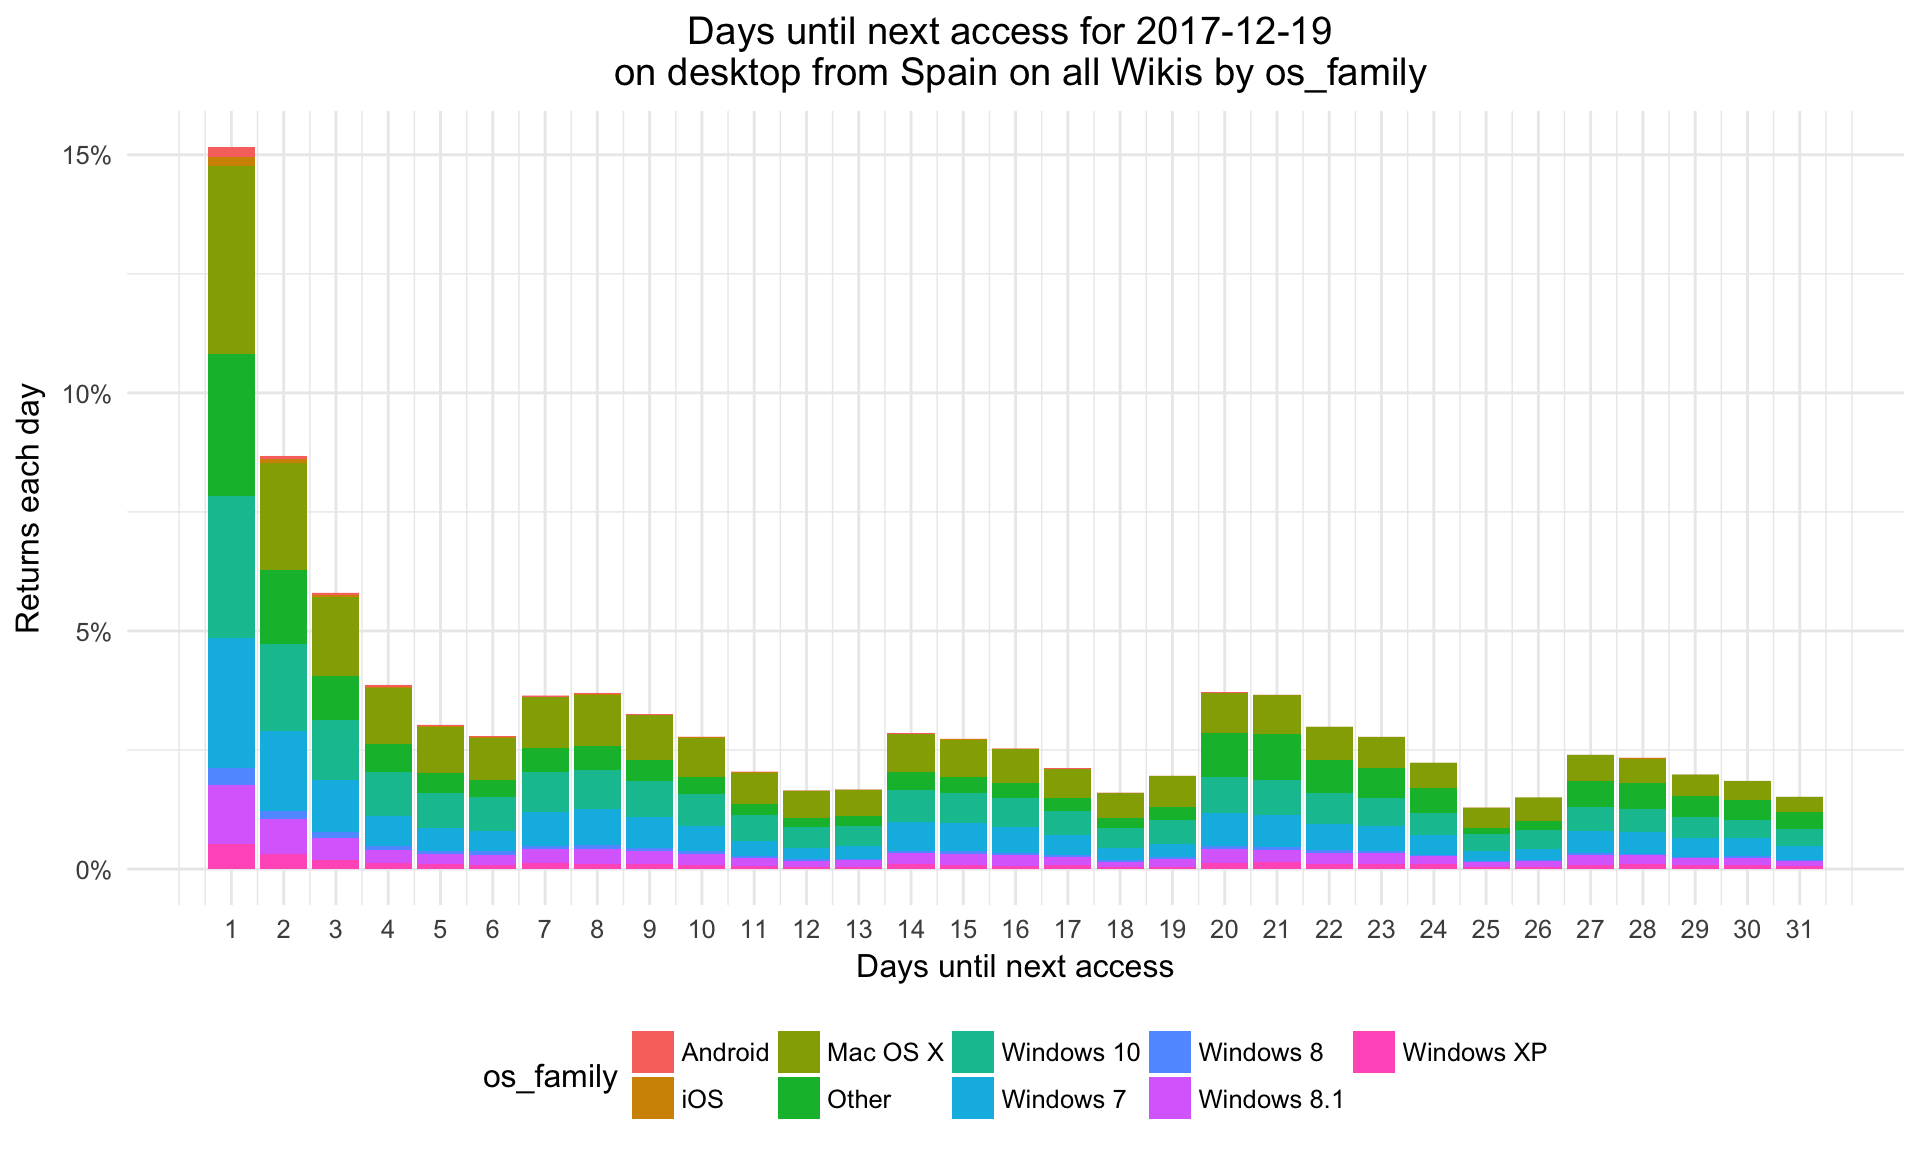 Days until next access for 2017-12-19
on desktop from Spain on all Wikis by os_family
Returns each day
15%
10%
5%
0%
1 2 3 4 5 6 7 8 9 10 11 12 13 14 15 16 17 18 19 20 21 22 23 24 25 26 27 28 29 30 31
Days until next access
os_family
Android Mac OS X Windows 10 Windows 8 Windows XP
iOS Other Windows 7 Windows 8.1